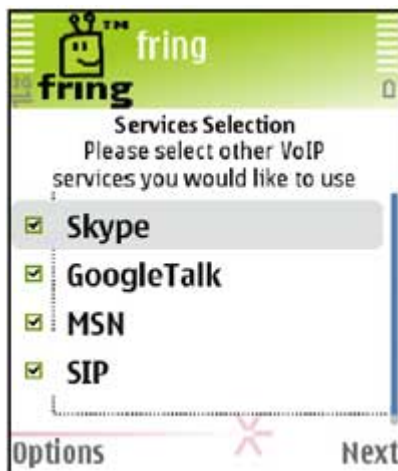 fring
fring™
Services Selection
Please select other VoIP
services you would like to use
Skype
GoogleTalk
MSN
SIP
Options Next